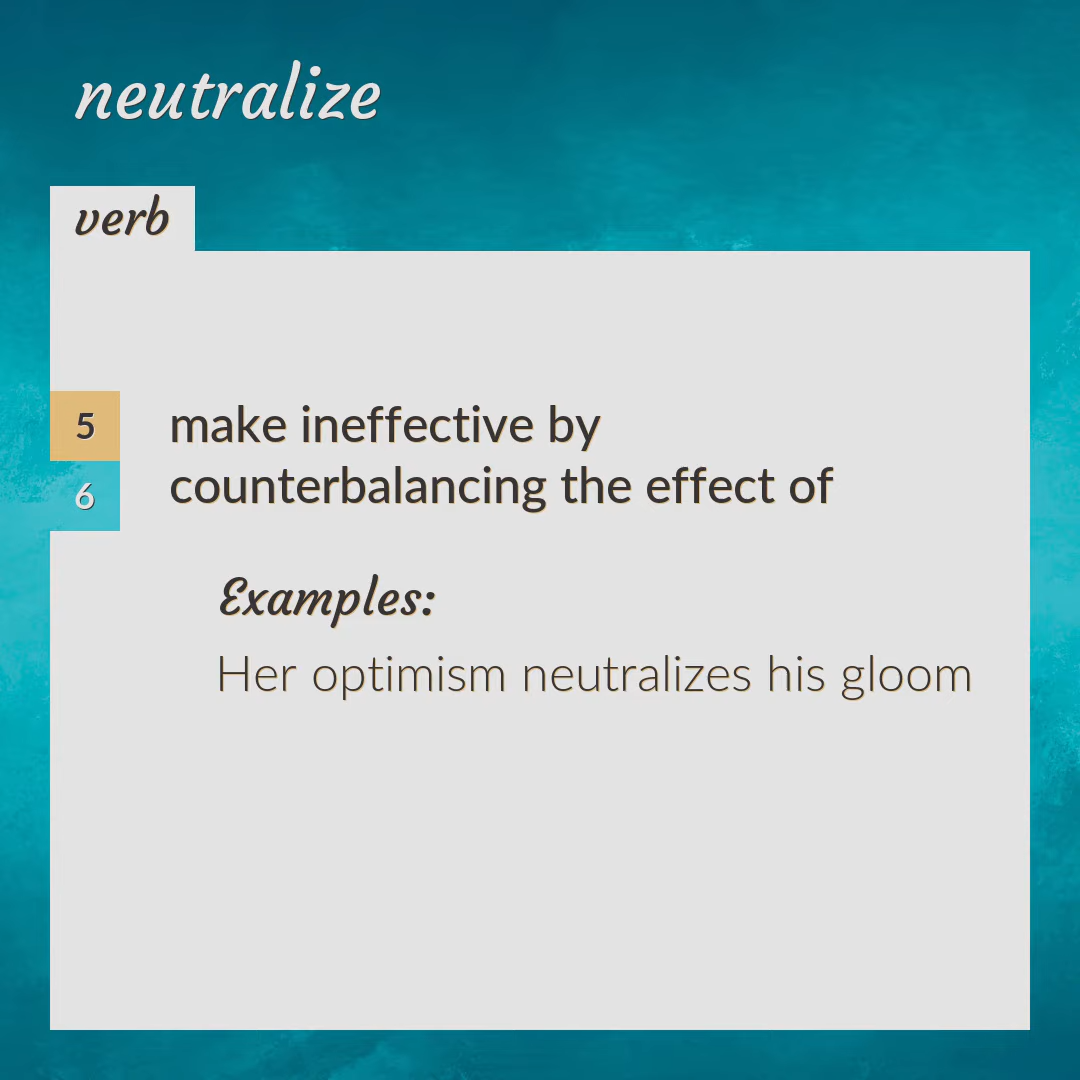 neutralize
verb
5
make ineffective by
6
counterbalancing the effect of
Examples:
Her optimism neutralizes his gloom